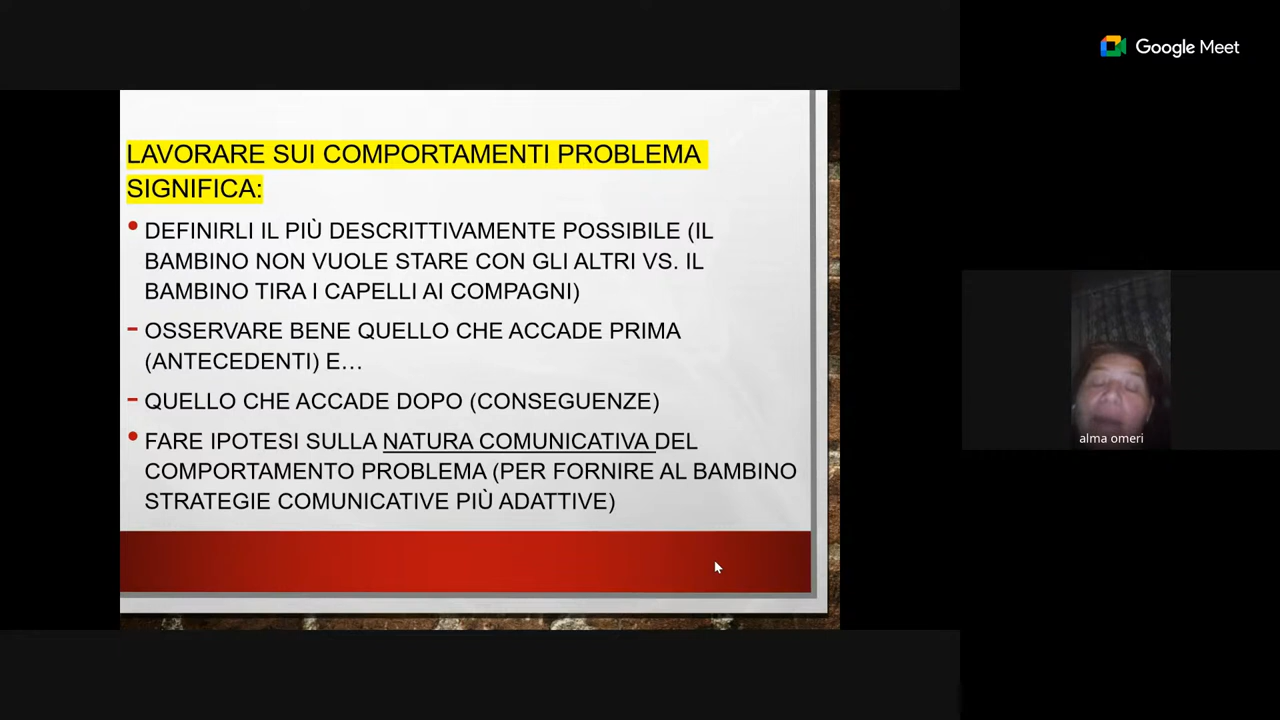 Google Meet
LAVORARE SUI COMPORTAMENTI PROBLEMA
SIGNIFICA:
• DEFINIRLI IL PIÙ DESCRITTIVAMENTE POSSIBILE (IL
BAMBINO NON VUOLE STARE CON GLI ALTRI VS. IL
BAMBINO TIRA I CAPELLI AI COMPAGNI)
- OSSERVARE BENE QUELLO CHE ACCADE PRIMA
(ANTECEDENTI) E…
- QUELLO CHE ACCADE DOPO (CONSEGUENZE)
• FARE IPOTESI SULLA NATURA COMUNICATIVA DEL
COMPORTAMENTO PROBLEMA (PER FORNIRE AL BAMBINO
STRATEGIE COMUNICATIVE PIÙ ADATTIVE)
alma omeri